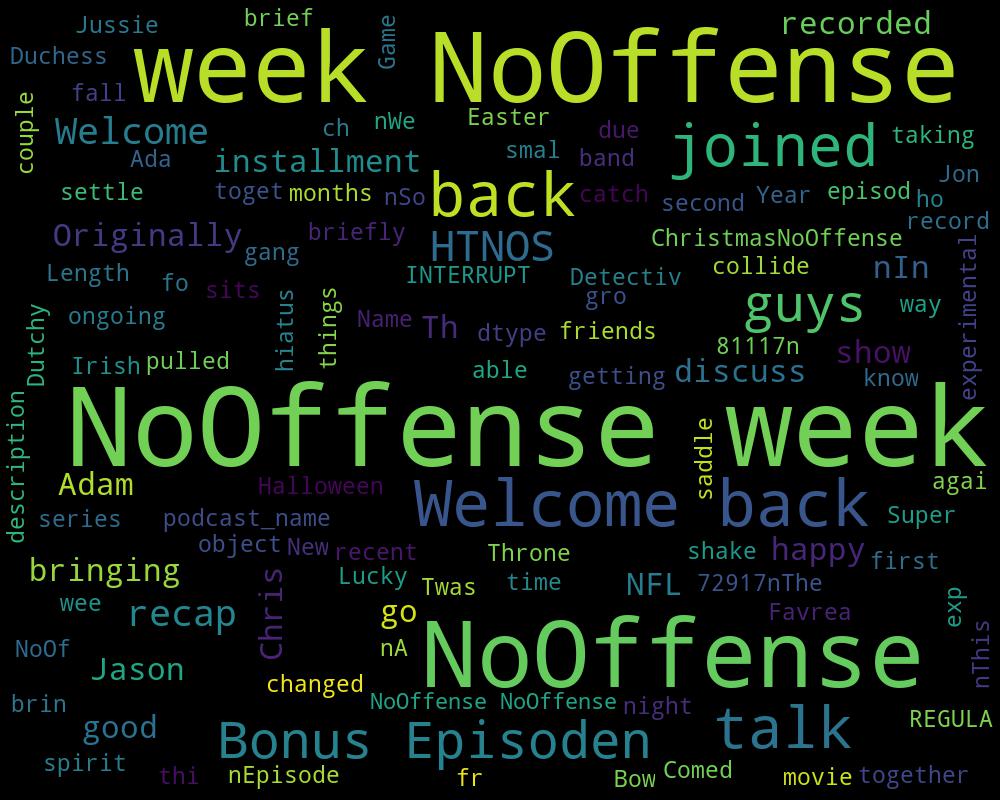 Jussie brief Game recorded
Duchess week NoOffense
fall
couple Welcome ch nWe Easter due joined taking
Ada installment smal band
settle toget months nSo back catch second Year episod Jon
ho
record
Originally gang briefly HTNOS ChristmasNoOffense
Length fo sits INTERRUPT Detectiv collide nIn experimental
gro
ongoing hiatus things Name Th dtype friends guys way
Dutchy Irish pulled able 81117n show
getting discuss know
description NoOffense week
saddle
Adam Halloween Welcome back agai
series podcast_name Super
object New recent Throne shake happy first
bringing Lucky Twas time NFL 72917nThe
wee recap Chris go Favrea exp
NoOf nA NoOffense nThis
Jason changed
brin NoOffense NoOffense night
good Bonus Episoden talk REGULA
spirit thi nEpisode fr Bow Comed movie together